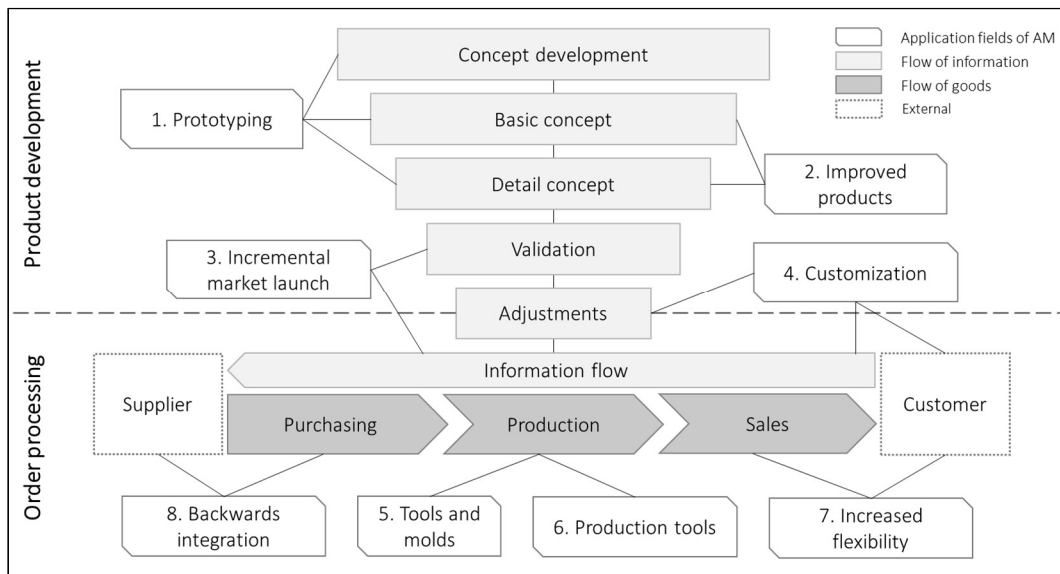 Product development
Concept development
Application fields of AM
Flow of information
Flow of goods
External
1. Prototyping
Basic concept
Detail concept
2. Improved
products
3. Incremental
market launch
Validation
4. Customization
Adjustments
Order processing
Information flow
Supplier
Purchasing
Production
Sales
Customer
8. Backwards
integration
5. Tools and
molds
6. Production tools
7. Increased
flexibility